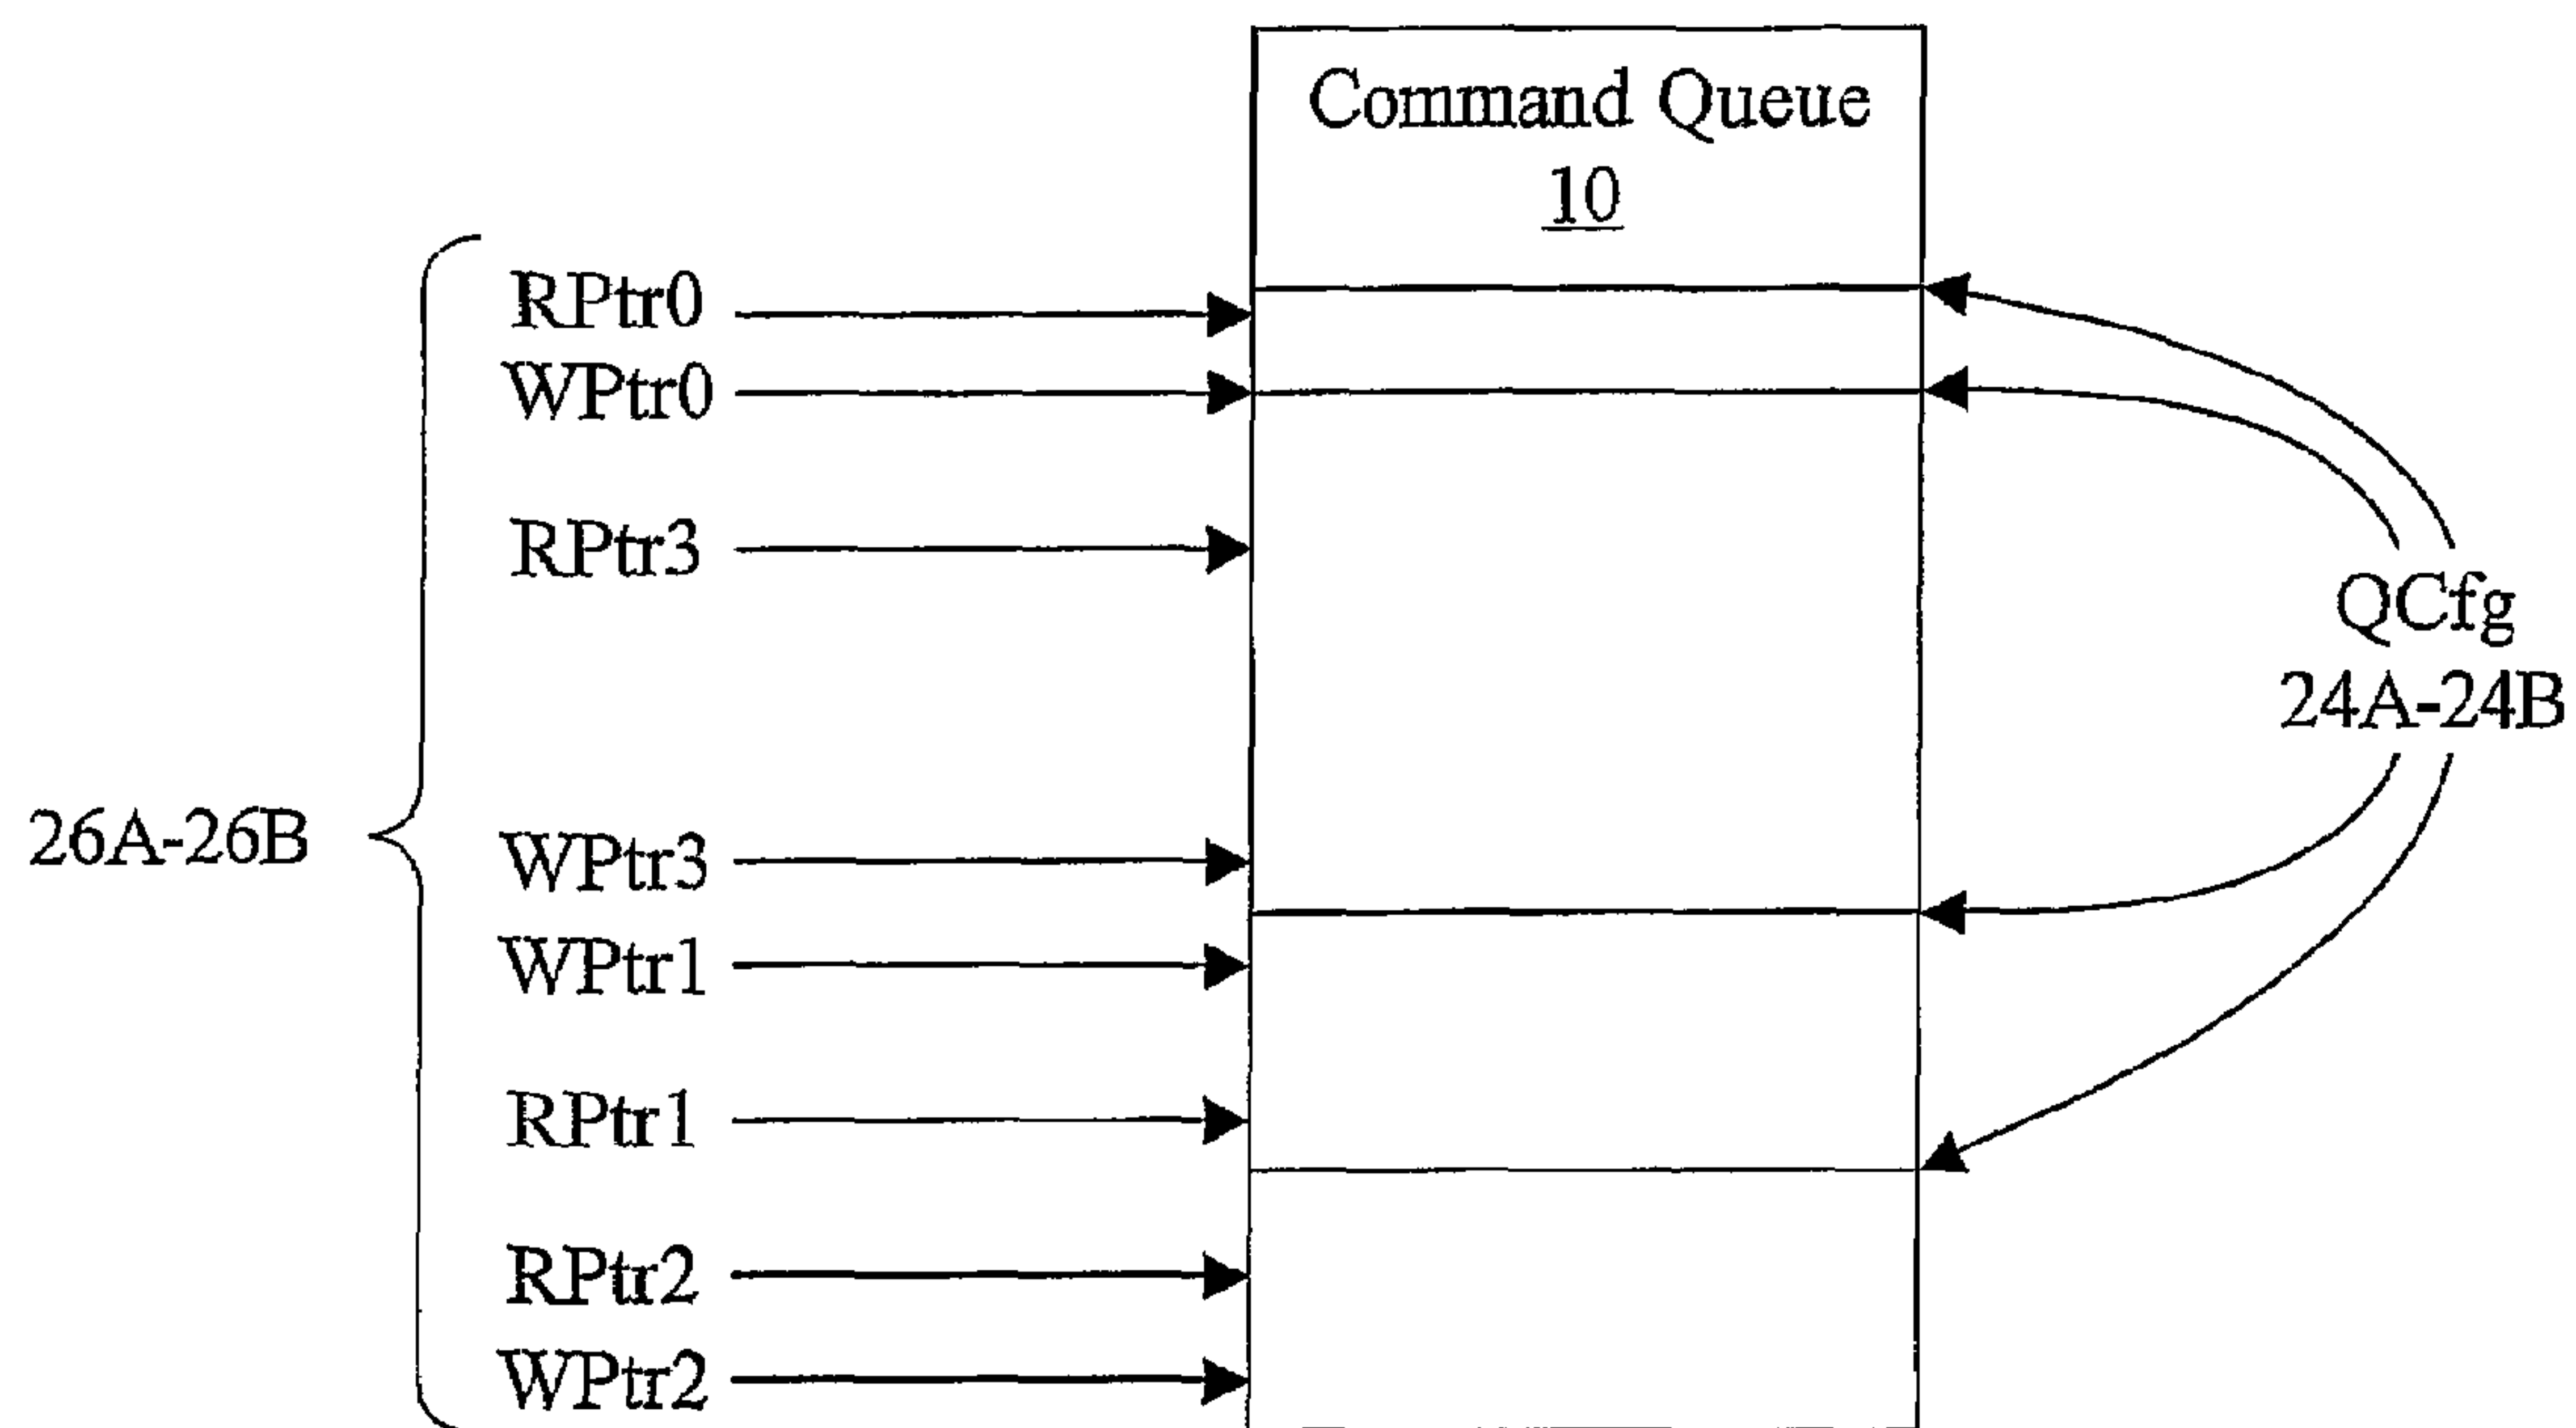 Command Queue
10
RPtr0
WPtr0
RPtr3
QCfg
24A-24B
26A-26B
WPtr3
WPtr1
RPtr1
RPtr2
WPtr2